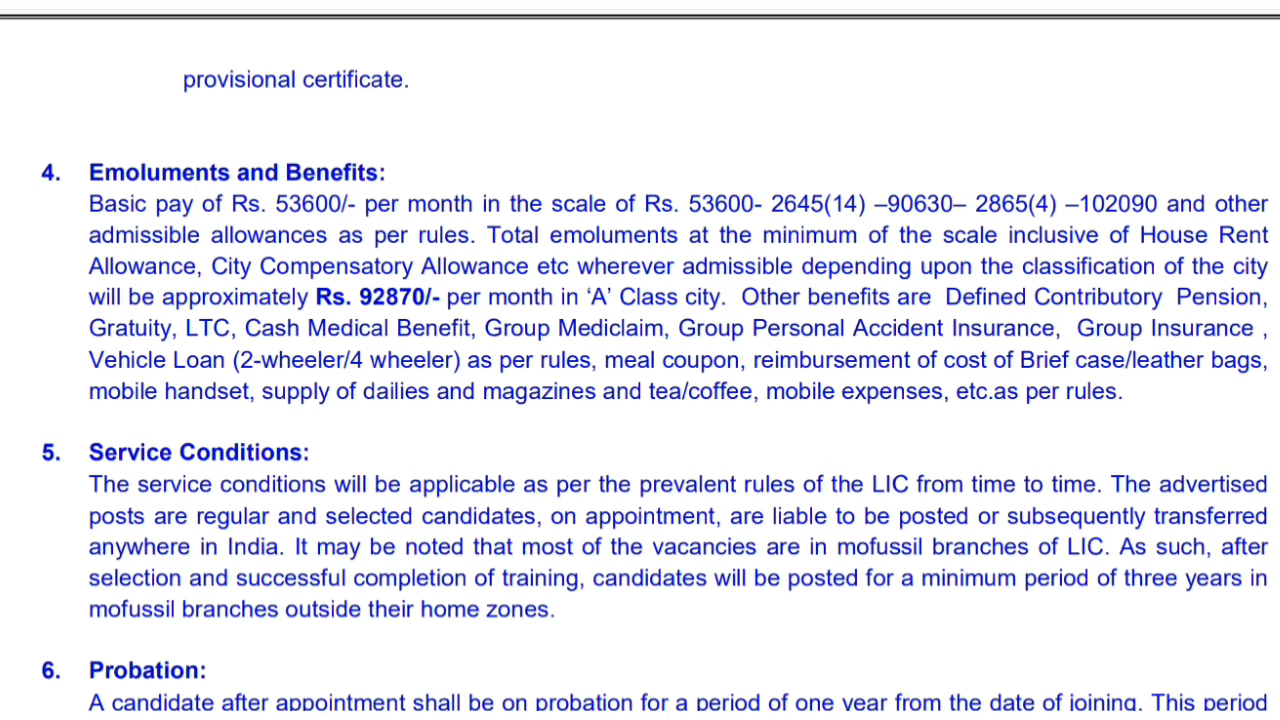 provisional certificate.
4. Emoluments and Benefits:
Basic pay of Rs. 53600/- per month in the scale of Rs. 53600- 2645(14) –90630– 2865(4) –102090 and other
admissible allowances as per rules. Total emoluments at the minimum of the scale inclusive of House Rent
Allowance, City Compensatory Allowance etc wherever admissible depending upon the classification of the city
will be approximately Rs. 92870/- per month in ‘A’ Class city. Other benefits are Defined Contributory Pension,
Gratuity, LTC, Cash Medical Benefit, Group Mediclaim, Group Personal Accident Insurance, Group Insurance ,
Vehicle Loan (2-wheeler/4 wheeler) as per rules, meal coupon, reimbursement of cost of Brief case/leather bags,
mobile handset, supply of dailies and magazines and tea/coffee, mobile expenses, etc.as per rules.
5. Service Conditions:
The service conditions will be applicable as per the prevalent rules of the LIC from time to time. The advertised
posts are regular and selected candidates, on appointment, are liable to be posted or subsequently transferred
anywhere in India. It may be noted that most of the vacancies are in mofussil branches of LIC. As such, after
selection and successful completion of training, candidates will be posted for a minimum period of three years in
mofussil branches outside their home zones.
6. Probation:
A candidate after appointment shall be on probation for a period of one year from the date of joining. This period